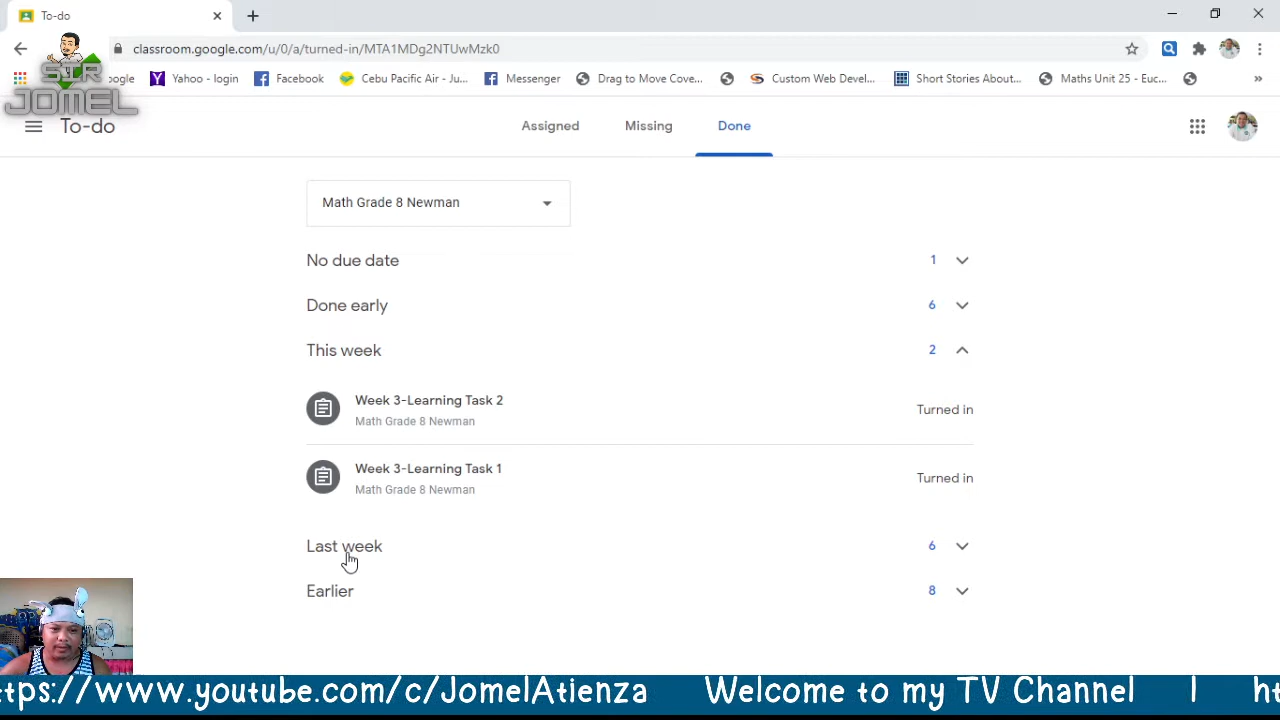 To-do
classroom.google.com/u/0/a/turned-in/MTA1MDg2NTUwMzk0
ogle
Yahoo - login
Facebook
Cebu Pacific Air - Ju...
Messenger
Drag to Move Cove...
Custom Web Devel...
Short Stories About...
Maths Unit 25 - Euc...
»
SIR
JOMEL
To-do
Assigned
Missing
Done
Math Grade 8 Newman
No due date
1
Done early
6
This week
2
Week 3-Learning Task 2
Math Grade 8 Newman
Turned in
Week 3-Learning Task 1
Math Grade 8 Newman
Turned in
Last week
6
Earlier
8
ttps://www.youtube.com/c/JomelAtienza Welcome to my TV Channel | ht